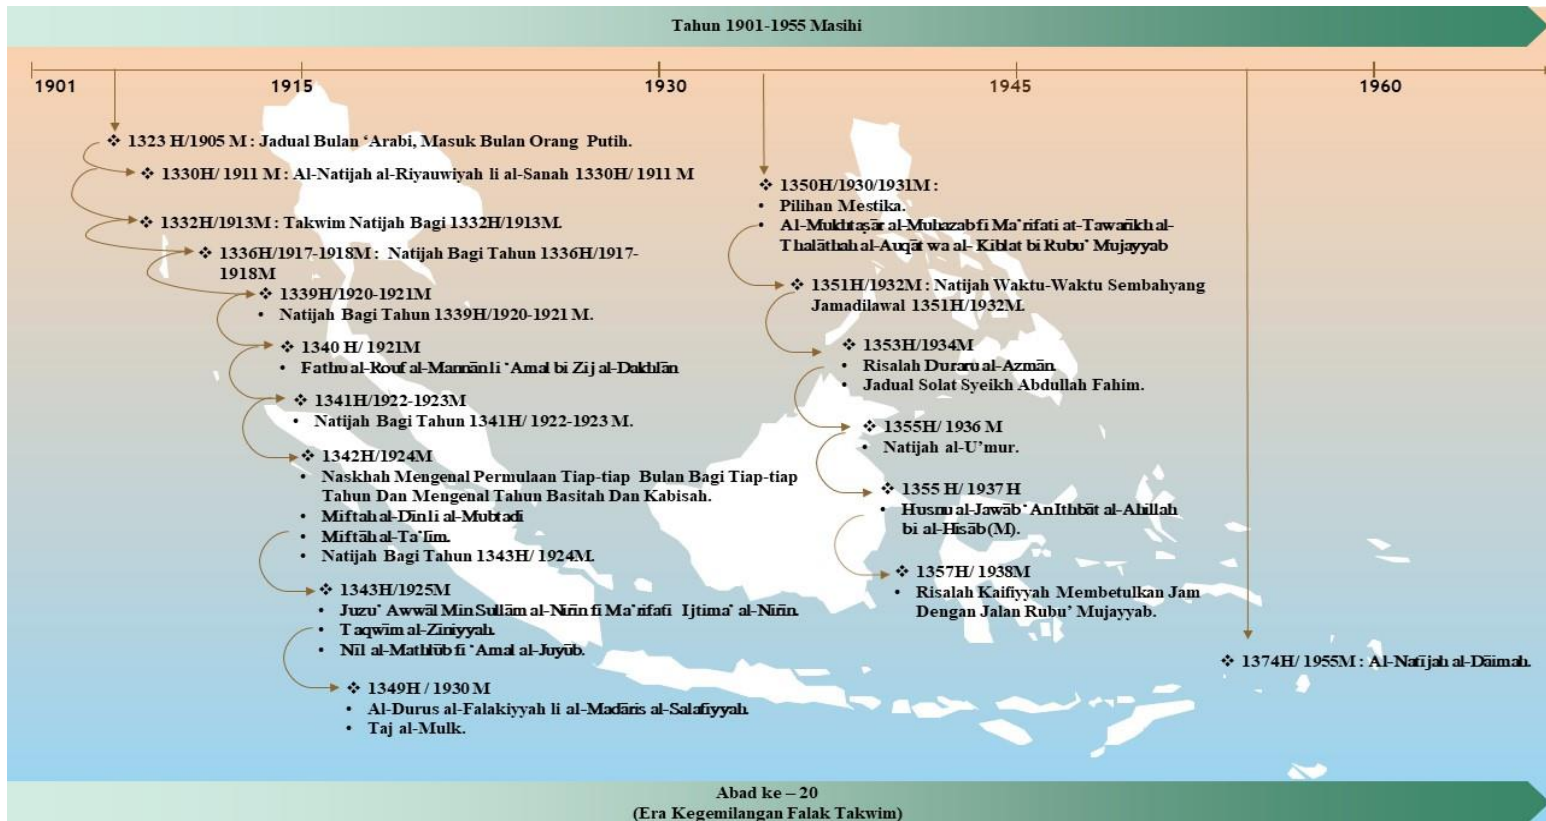 Tahun 1901-1955 Masihi
1901
1915
1930
1945
1960
❖ 1323 H/1905 M : Jadual Bulan ‘Arabi, Masuk Bulan Orang Putih.
❖ 1330H/ 1911 M : Al-Natijah al-Riyauwiyah li al-Sanah 1330H/ 1911 M
❖ 1332H/1913M : Takwim Natijah Bagi 1332H/1913M.
❖ 1336H/1917-1918M : Natijah Bagi Tahun 1336H/1917-
1918M
❖ 1339H/1920-1921M
• Natijah Bagi Tahun 1339H/1920-1921 M.
❖ 1340 H/ 1921M
• Fathu al-Rouf al-Mannān li ‘Amal bi Zij al-Dakhlān
❖ 1341H/1922-1923M
• Natijah Bagi Tahun 1341H/ 1922-1923 M.
❖ 1342H/1924M
• Naskhah Mengenal Permulaan Tiap-tiap Bulan Bagi Tiap-tiap
Tahun Dan Mengenal Tahun Basitah Dan Kabisah.
• Miftah al-Dīn li al-Mubtadi
• Miftāh al-Ta’līm.
• Natijah Bagi Tahun 1343H/ 1924M.
❖ 1343H/1925M
• Juzu’ Awwāl Min Sullām al-Nirīn fi Ma’rifati Ijtima’ al-Nirīn.
• Taqwīm al-Ziniyyah.
• Nīl al-Mathlūb fi ‘Amal al-Juyūb.
❖ 1349H / 1930 M
• Al-Durus al-Falakiyyah li al-Madāris al-Salafiyyah.
• Taj al-Mulk.
❖ 1350H/1930/1931M :
• Pilihan Mestika.
• Al-Mukhtaṣār al-Muhazab fi Ma’rifati at-Tawarīkh al-
Thalāthah al-Auqāt wa al- Kiblat bi Rubu’ Mujayyab
❖ 1351H/1932M : Natijah Waktu-Waktu Sembahyang
Jamadilawal 1351H/1932M.
❖ 1353H/1934M
• Risalah Duraru al-Azmān.
• Jadual Solat Syeikh Abdullah Fahim.
❖ 1355H/ 1936 M
• Natijah al-U’mur.
❖ 1355 H/ 1937 H
• Husnu al-Jawāb ‘An Ithbāt al-Ahillah
bi al-Hisāb (M).
❖ 1357H/ 1938M
• Risalah Kaifiyyah Membetulkan Jam
Dengan Jalan Rubu’ Mujayyab.
❖ 1374H/ 1955M : Al-Natījah al-Dāimah.
Abad ke – 20
(Era Kegemilangan Falak Takwim)